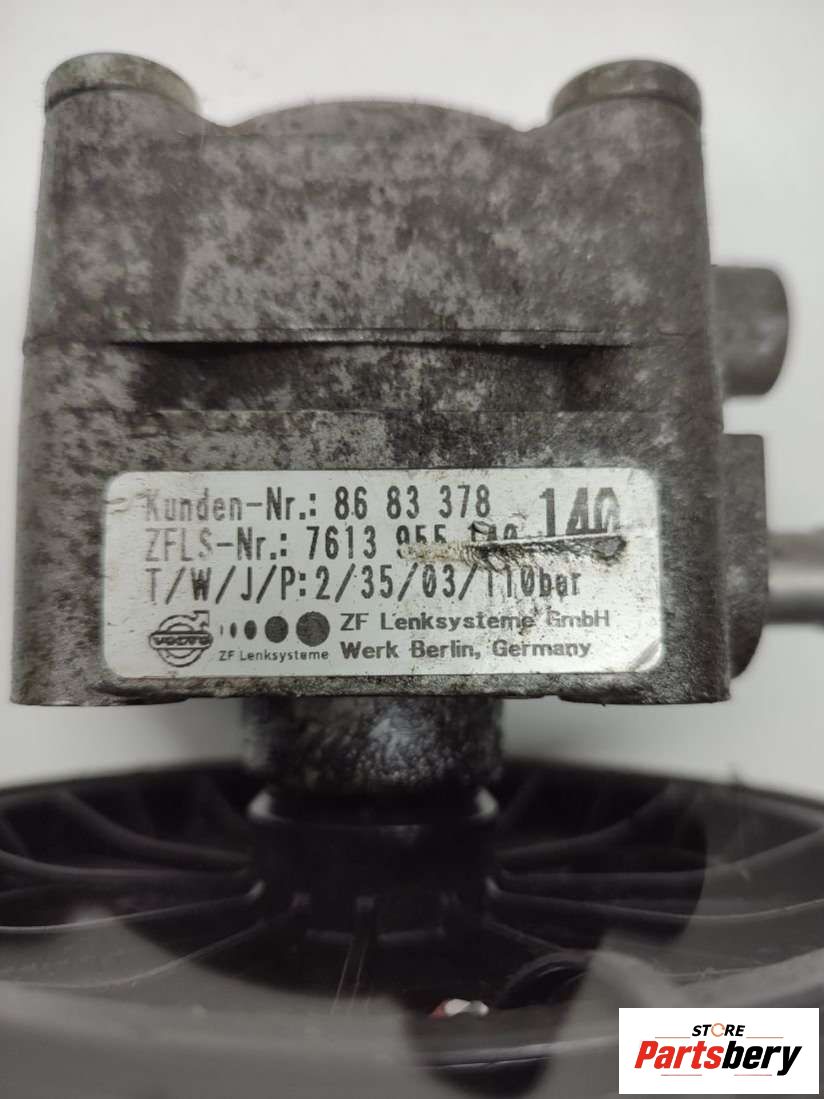 Kunden-Nr.: 86 83 378
ZFLS-Nr.: 7613 955 140 140
T/W/J/P:2/35/03/110bar
VOLVO
ZF Lenksysteme
ZF Lenksysteme GmbH
Werk Berlin, Germany
STORE
Partsbery